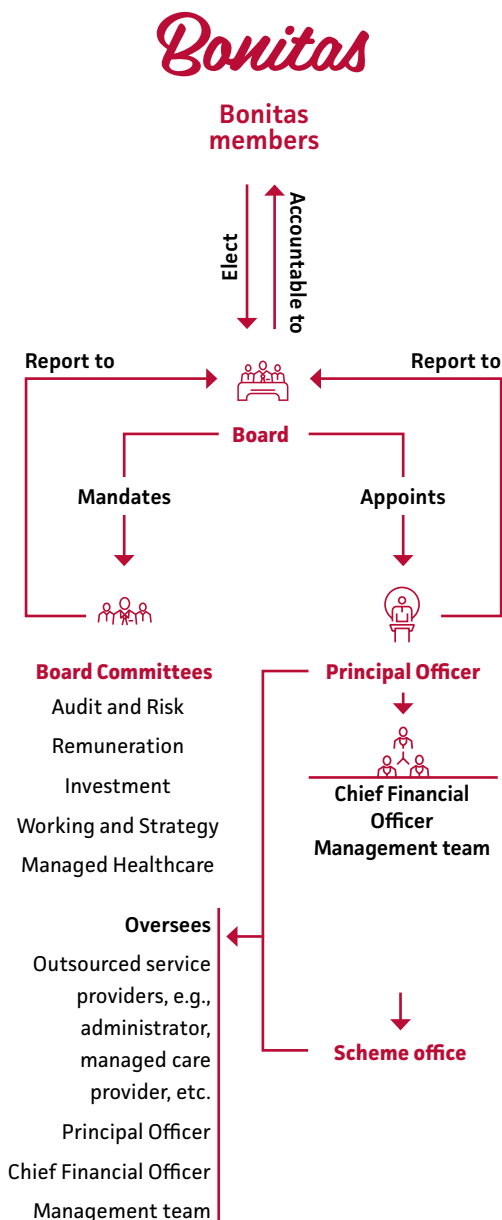 Bonitas
Bonitas
members
Elect
Accountable to
Report to
Report to
Board
Mandates
Appoints
Board Committees
Audit and Risk
Remuneration
Investment
Working and Strategy
Managed Healthcare
Principal Officer
Chief Financial
Officer
Management team
Oversees
Outsourced service
providers, e.g.,
administrator,
managed care
provider, etc.
Principal Officer
Chief Financial Officer
Management team
Scheme office